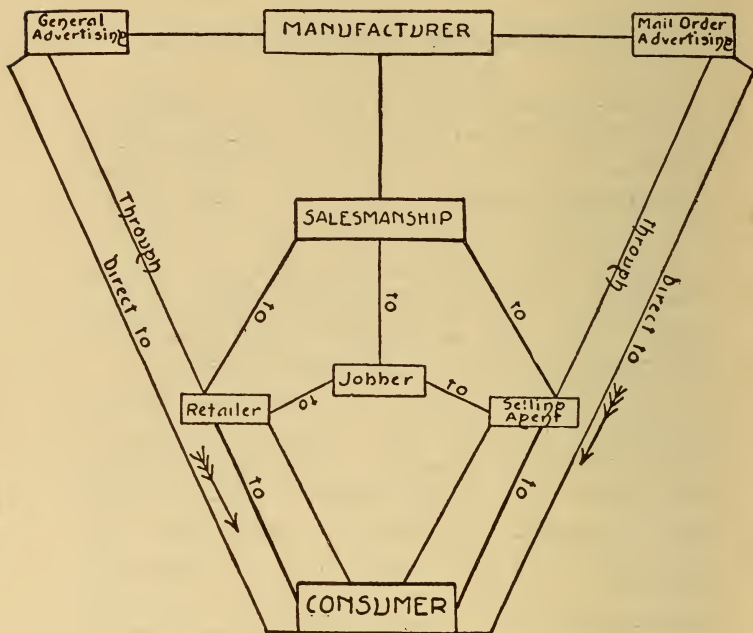 General
Advertising
MANUFACTURER
Mail Order
Advertising
SALESMANSHIP
Through
Direct to
through
Direct to
to
to
to
Jobber
to
to
Retailer
Selling
Agent
to
to
CONSUMER